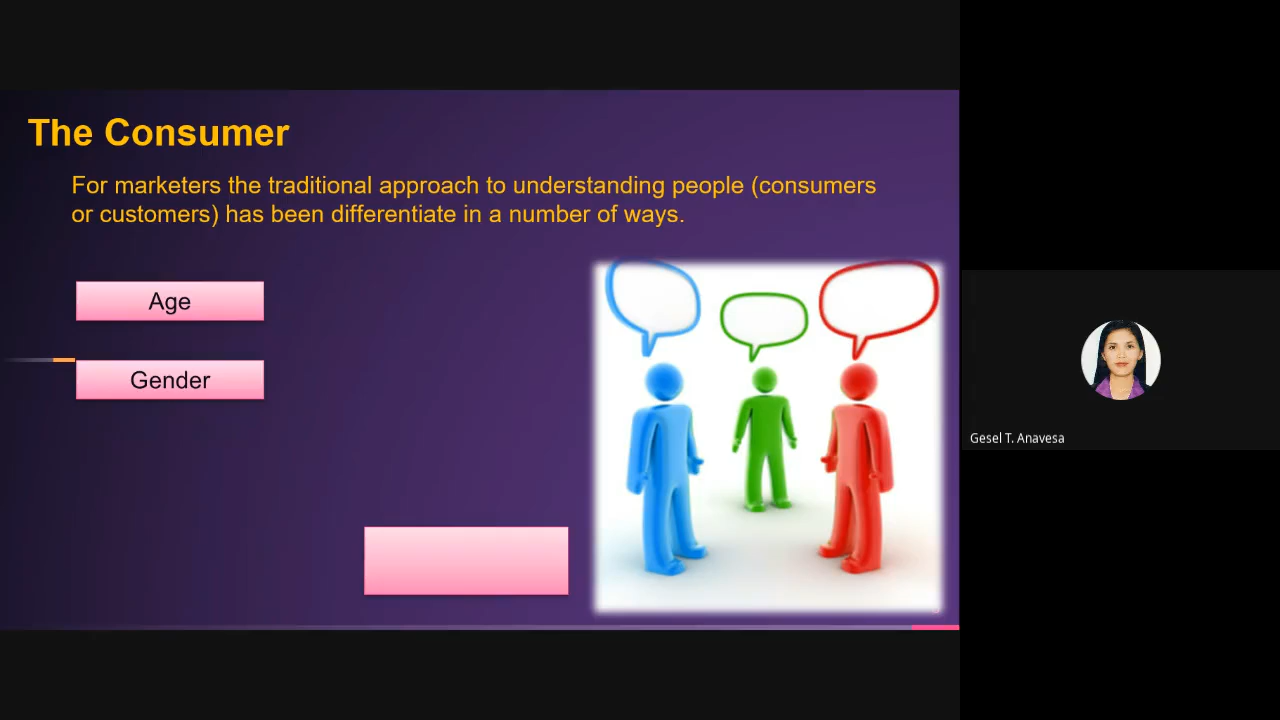 The Consumer
For marketers the traditional approach to understanding people (consumers
or customers) has been differentiate in a number of ways.
Age
Gender
Gesel T. Anavesa